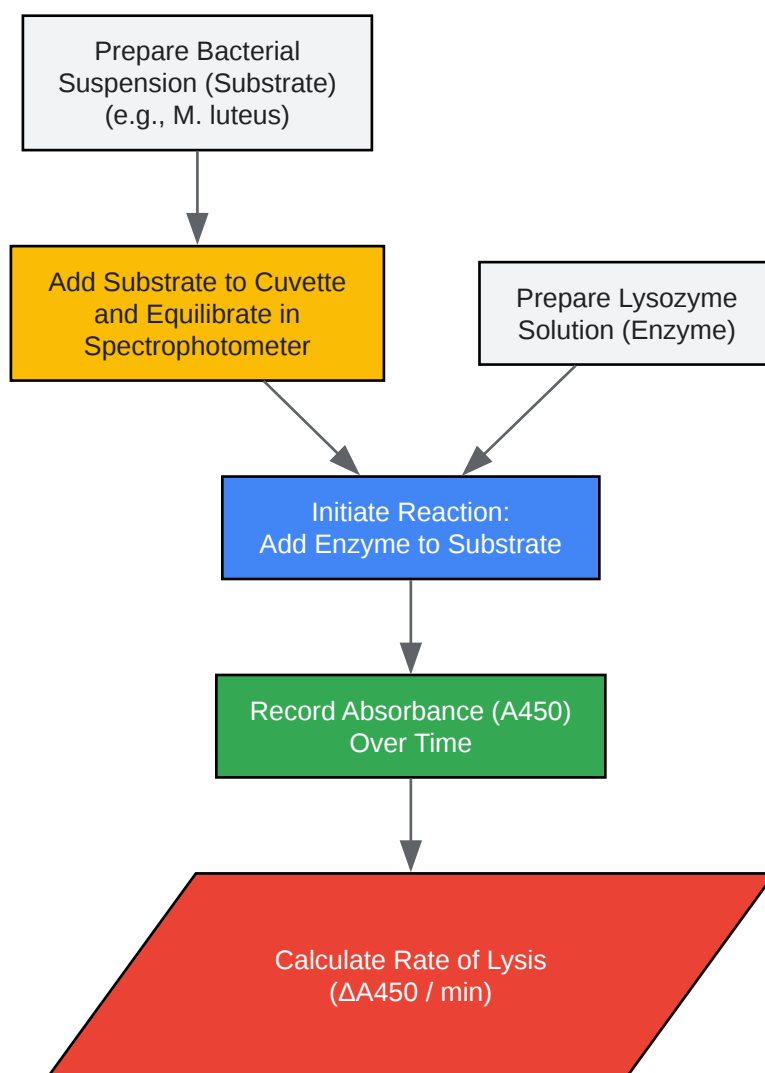 Prepare Bacterial
Suspension (Substrate)
(e.g., M. luteus)
Add Substrate to Cuvette
and Equilibrate in
Spectrophotometer
Prepare Lysozyme
Solution (Enzyme)
Initiate Reaction:
Add Enzyme to Substrate
Record Absorbance (A450)
Over Time
Calculate Rate of Lysis
(ΔA450 / min)